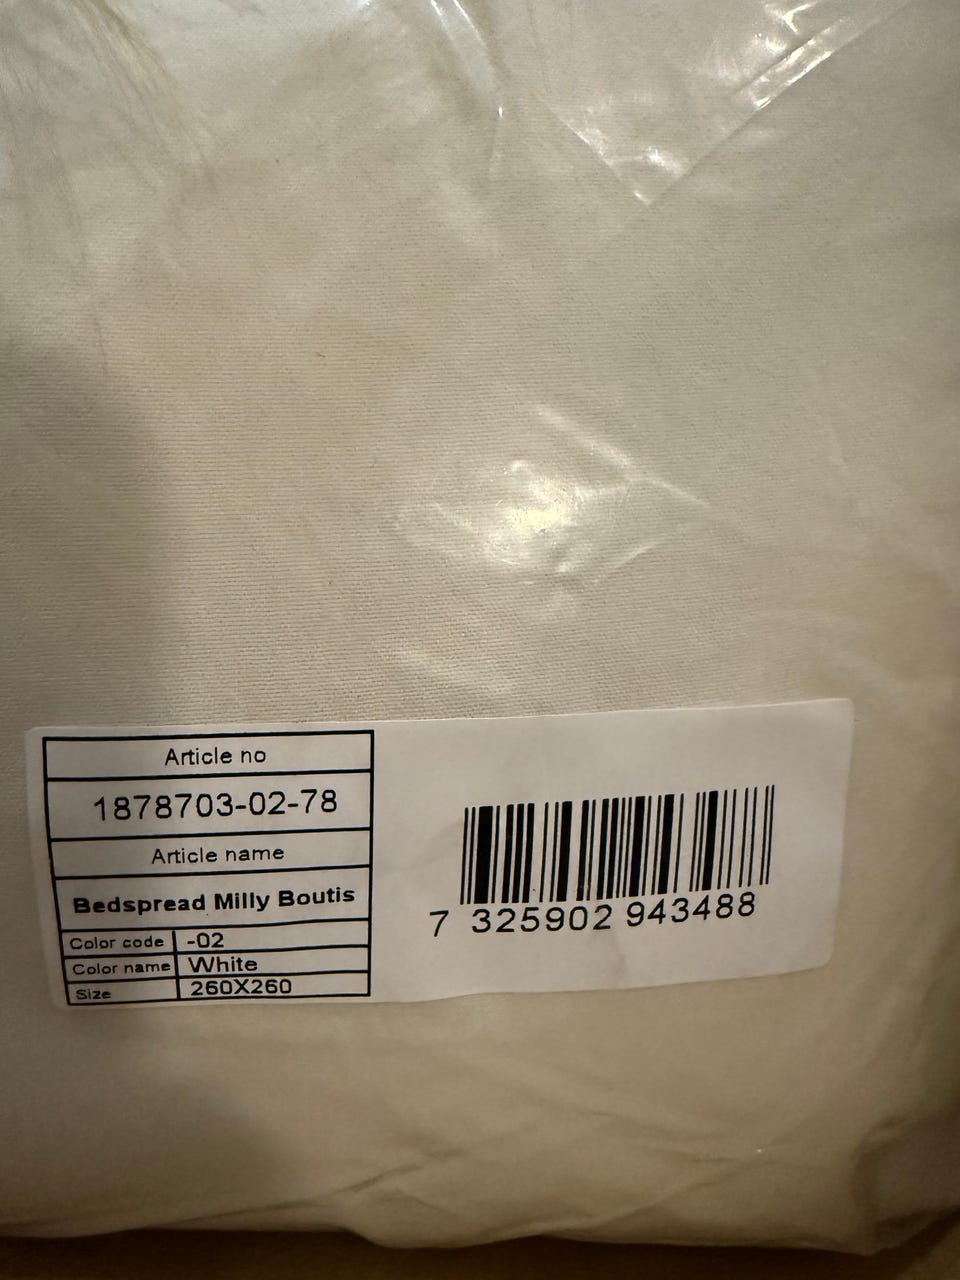 Article no
1878703-02-78
Article name
Bedspread Milly Boutis
Color code -02
Color name White
Size 260X260
7 325902 943488